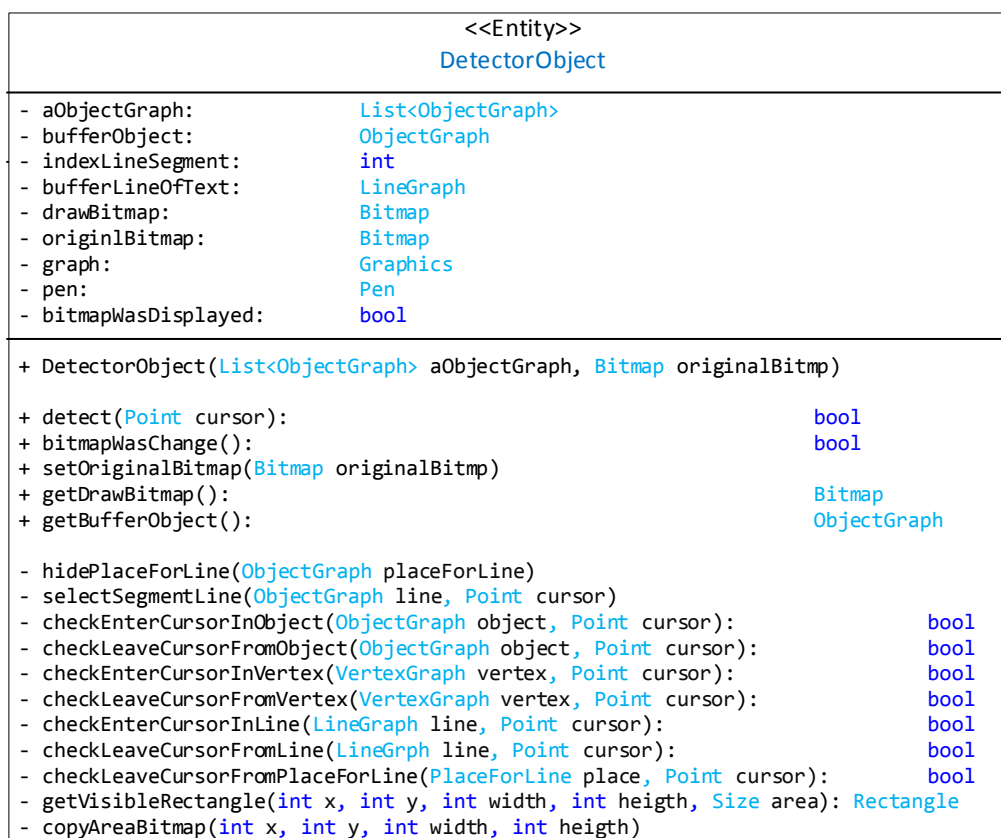 <<Entity>>
DetectorObject
- aObjectGraph: List<ObjectGraph>
- bufferObject: ObjectGraph
- indexLineSegment: int
- bufferLineOfText: LineGraph
- drawBitmap: Bitmap
- originlBitmap: Bitmap
- graph: Graphics
- pen: Pen
- bitmapWasDisplayed: bool
+ DetectorObject(List<ObjectGraph> aObjectGraph, Bitmap originalBitmp)
+ detect(Point cursor): bool
+ bitmapWasChange(): bool
+ setOriginalBitmap(Bitmap originalBitmp)
+ getDrawBitmap(): Bitmap
+ getBufferObject(): ObjectGraph
- hidePlaceForLine(ObjectGraph placeForLine)
- selectSegmentLine(ObjectGraph line, Point cursor)
- checkEnterCursorInObject(ObjectGraph object, Point cursor): bool
- checkLeaveCursorFromObject(ObjectGraph object, Point cursor): bool
- checkEnterCursorInVertex(VertexGraph vertex, Point cursor): bool
- checkLeaveCursorFromVertex(VertexGraph vertex, Point cursor): bool
- checkEnterCursorInLine(LineGraph line, Point cursor): bool
- checkLeaveCursorFromLine(LineGrph line, Point cursor): bool
- checkLeaveCursorFromPlaceForLine(PlaceForLine place, Point cursor): bool
- getVisibleRectangle(int x, int y, int width, int heigth, Size area): Rectangle
- copyAreaBitmap(int x, int y, int width, int heigth)